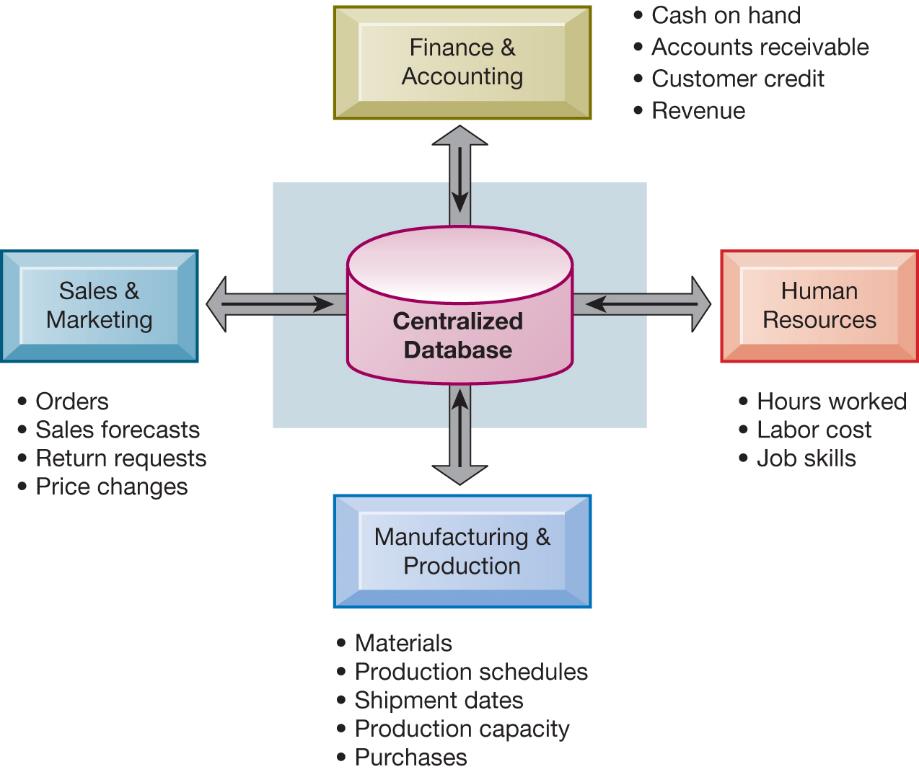 Finance &
Accounting
• Cash on hand
• Accounts receivable
• Customer credit
• Revenue
Sales &
Marketing
• Orders
• Sales forecasts
• Return requests
• Price changes
Centralized
Database
Human
Resources
• Hours worked
• Labor cost
• Job skills
Manufacturing &
Production
• Materials
• Production schedules
• Shipment dates
• Production capacity
• Purchases